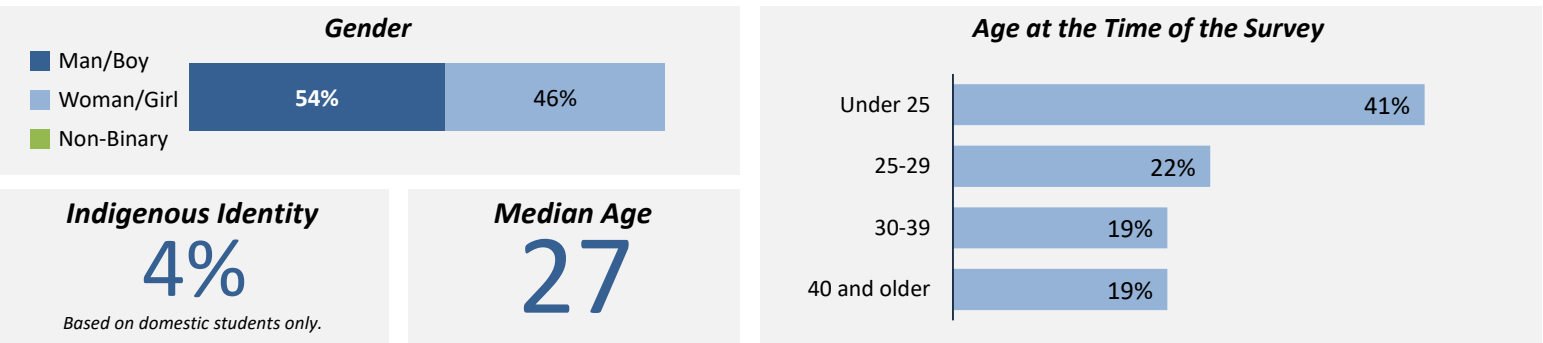 Gender
Man/Boy
Woman/Girl
Non-Binary
54%
46%
Indigenous Identity
4%
Based on domestic students only.
Median Age
27
Age at the Time of the Survey
Under 25
41%
25-29
22%
30-39
19%
40 and older
19%